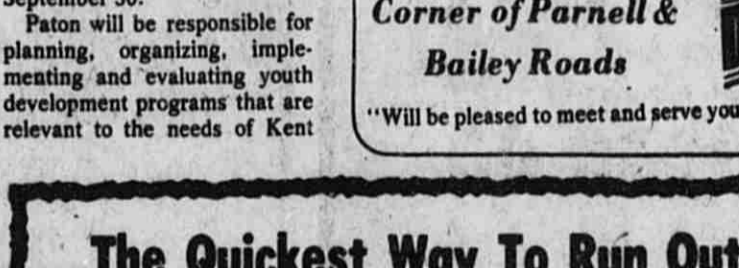 September 30.
Paton will be responsible for
planning, organizing, imple-
menting and evaluating youth
development programs that are
relevant to the needs of Kent
Corner of Parnell &
Bailey Roads
"Will be pleased to meet and serve you
The Quickest Way To Run Out